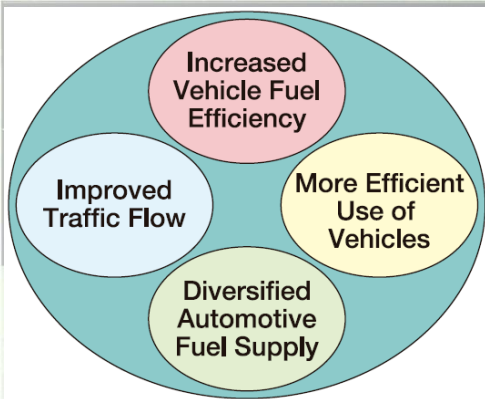 Increased
Vehicle Fuel
Efficiency
Improved
Traffic Flow
More Efficient
Use of
Vehicles
Diversified
Automotive
Fuel Supply